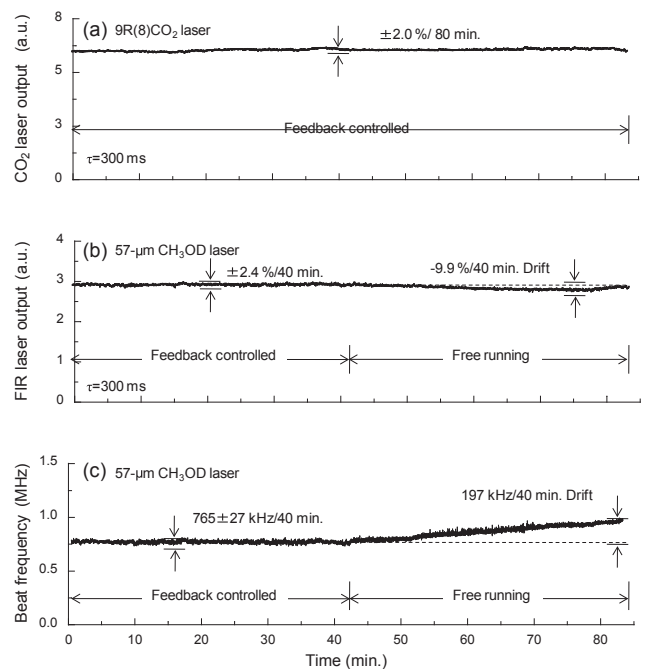 (a) 9R(8)CO₂ laser
±2.0 %/ 80 min.
Feedback controlled
τ=300 ms
CO₂ laser output (a.u.)
8
6
3
0
(b) 57-μm CH₃OD laser
±2.4 %/40 min.
-9.9 %/40 min. Drift
Feedback controlled
Free running
τ=300 ms
FIR laser output (a.u.)
4
3
2
1
0
(c) 57-μm CH₃OD laser
765±27 kHz/40 min.
197 kHz/40 min. Drift
Feedback controlled
Free running
Beat frequency (MHz)
1.5
1.0
0.5
0.0
0 10 20 30 40 50 60 70 80
Time (min.)